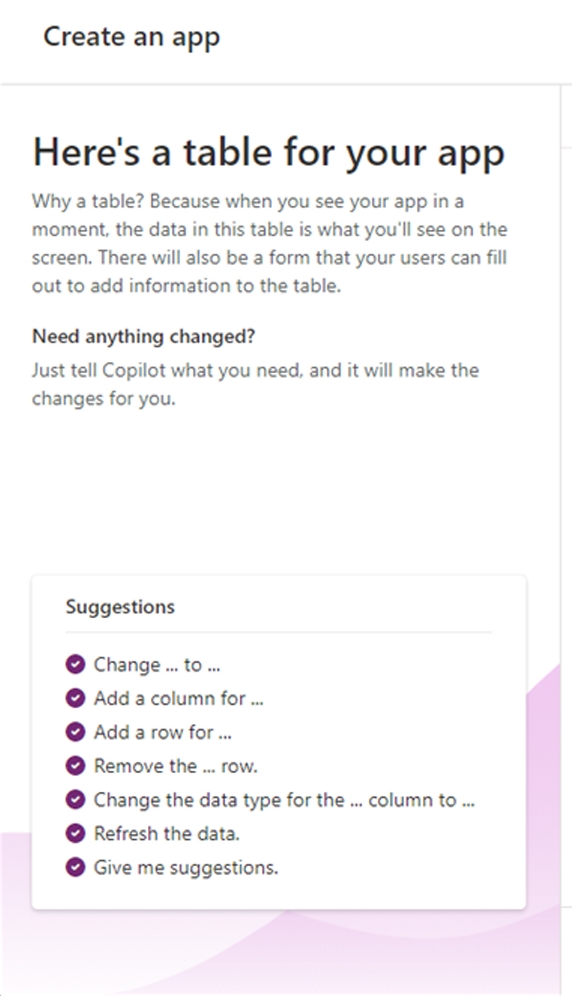 Create an app
Here's a table for your app
Why a table? Because when you see your app in a
moment, the data in this table is what you'll see on the
screen. There will also be a form that your users can fill
out to add information to the table.
Need anything changed?
Just tell Copilot what you need, and it will make the
changes for you.
Suggestions
Change ... to ...
Add a column for ...
Add a row for ...
Remove the ... row.
Change the data type for the ... column to ...
Refresh the data.
Give me suggestions.